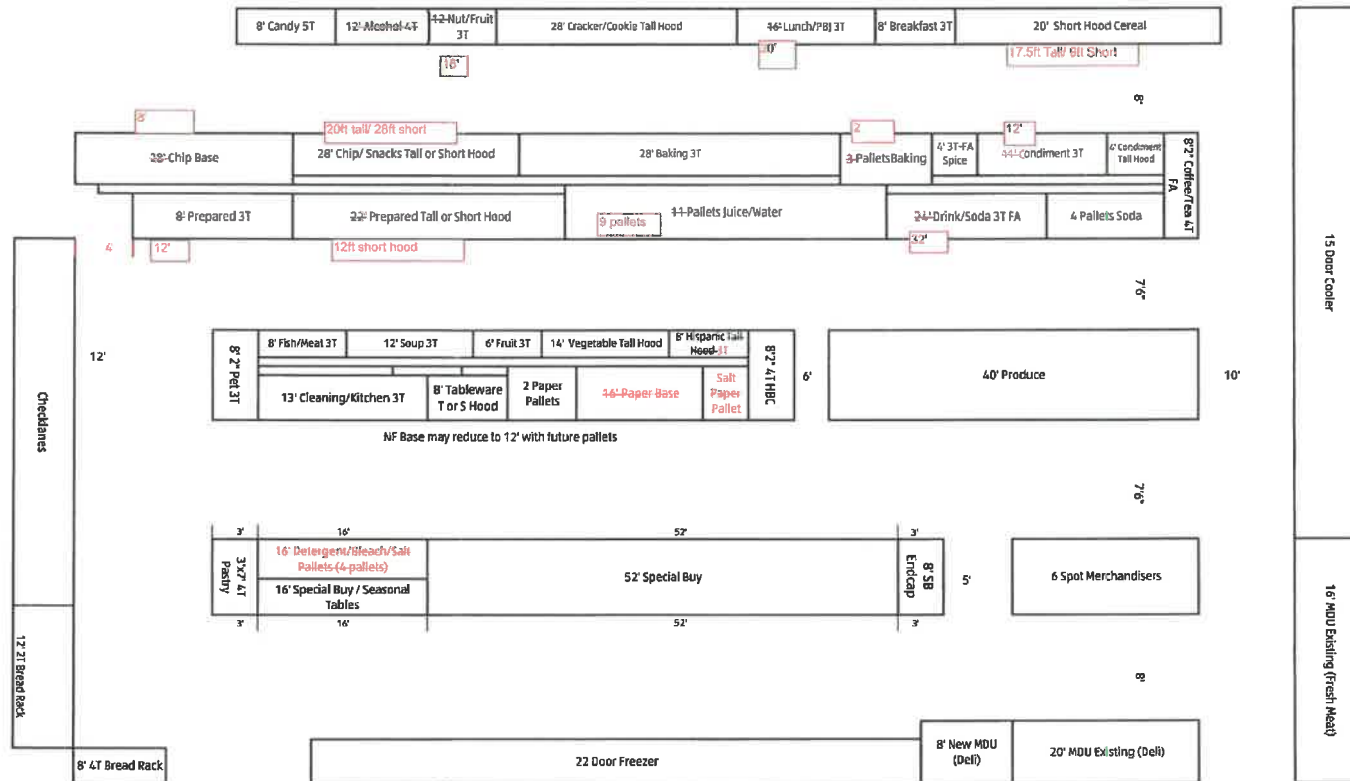 8' Candy 5T
12' Alcohol 4T
12 Nut/Fruit
3T
28' Cracker/Cookie Tall Hood
16' Lunch/PBJ 3T
8' Breakfast 3T
20' Short Hood Cereal
18'
17.5ft Tall/ 9ft Short
8'
20ft tall/ 28ft short
2
12'
28' Chip Base
28' Chip/ Snacks Tall or Short Hood
28' Baking 3T
3 Pallets Baking
4' 3T-FA
Spice
Condiment 3T
4' Condiment
Tall Hood
8'2" Coffee/Tea 4T
FA
8' Prepared 3T
22' Prepared Tall or Short Hood
11 Pallets Juice/Water
9 pallets
24' Drink/Soda 3T FA
4 Pallets Soda
4
12'
12ft short hood
32'
7'6"
15 Door Cooler
Checklanes
12'
8' 2" Pet 3T
8' Fish/Meat 3T
12' Soup 3T
6' Fruit 3T
14' Vegetable Tall Hood
8' Hispanic Tall
Hood 3T
8'2" 4T HBC
6'
40' Produce
10'
13' Cleaning/Kitchen 3T
8' Tableware
T or S Hood
2 Paper
Pallets
16' Paper Base
Salt
Paper
Pallet
NF Base may reduce to 12' with future pallets
7'6"
3'
16'
52'
3'
3'x7' 4T
Pastry
16' Detergent/Bleach/Salt
Pallets (4 pallets)
16' Special Buy / Seasonal
Tables
52' Special Buy
8' SB
Endcap
5'
6 Spot Merchandisers
3'
16'
52'
3'
16' MDU Existing (Fresh Meat)
12' 2T Bread Rack
8'
8' 4T Bread Rack
22 Door Freezer
8' New MDU
(Deli)
20' MDU Existing (Deli)